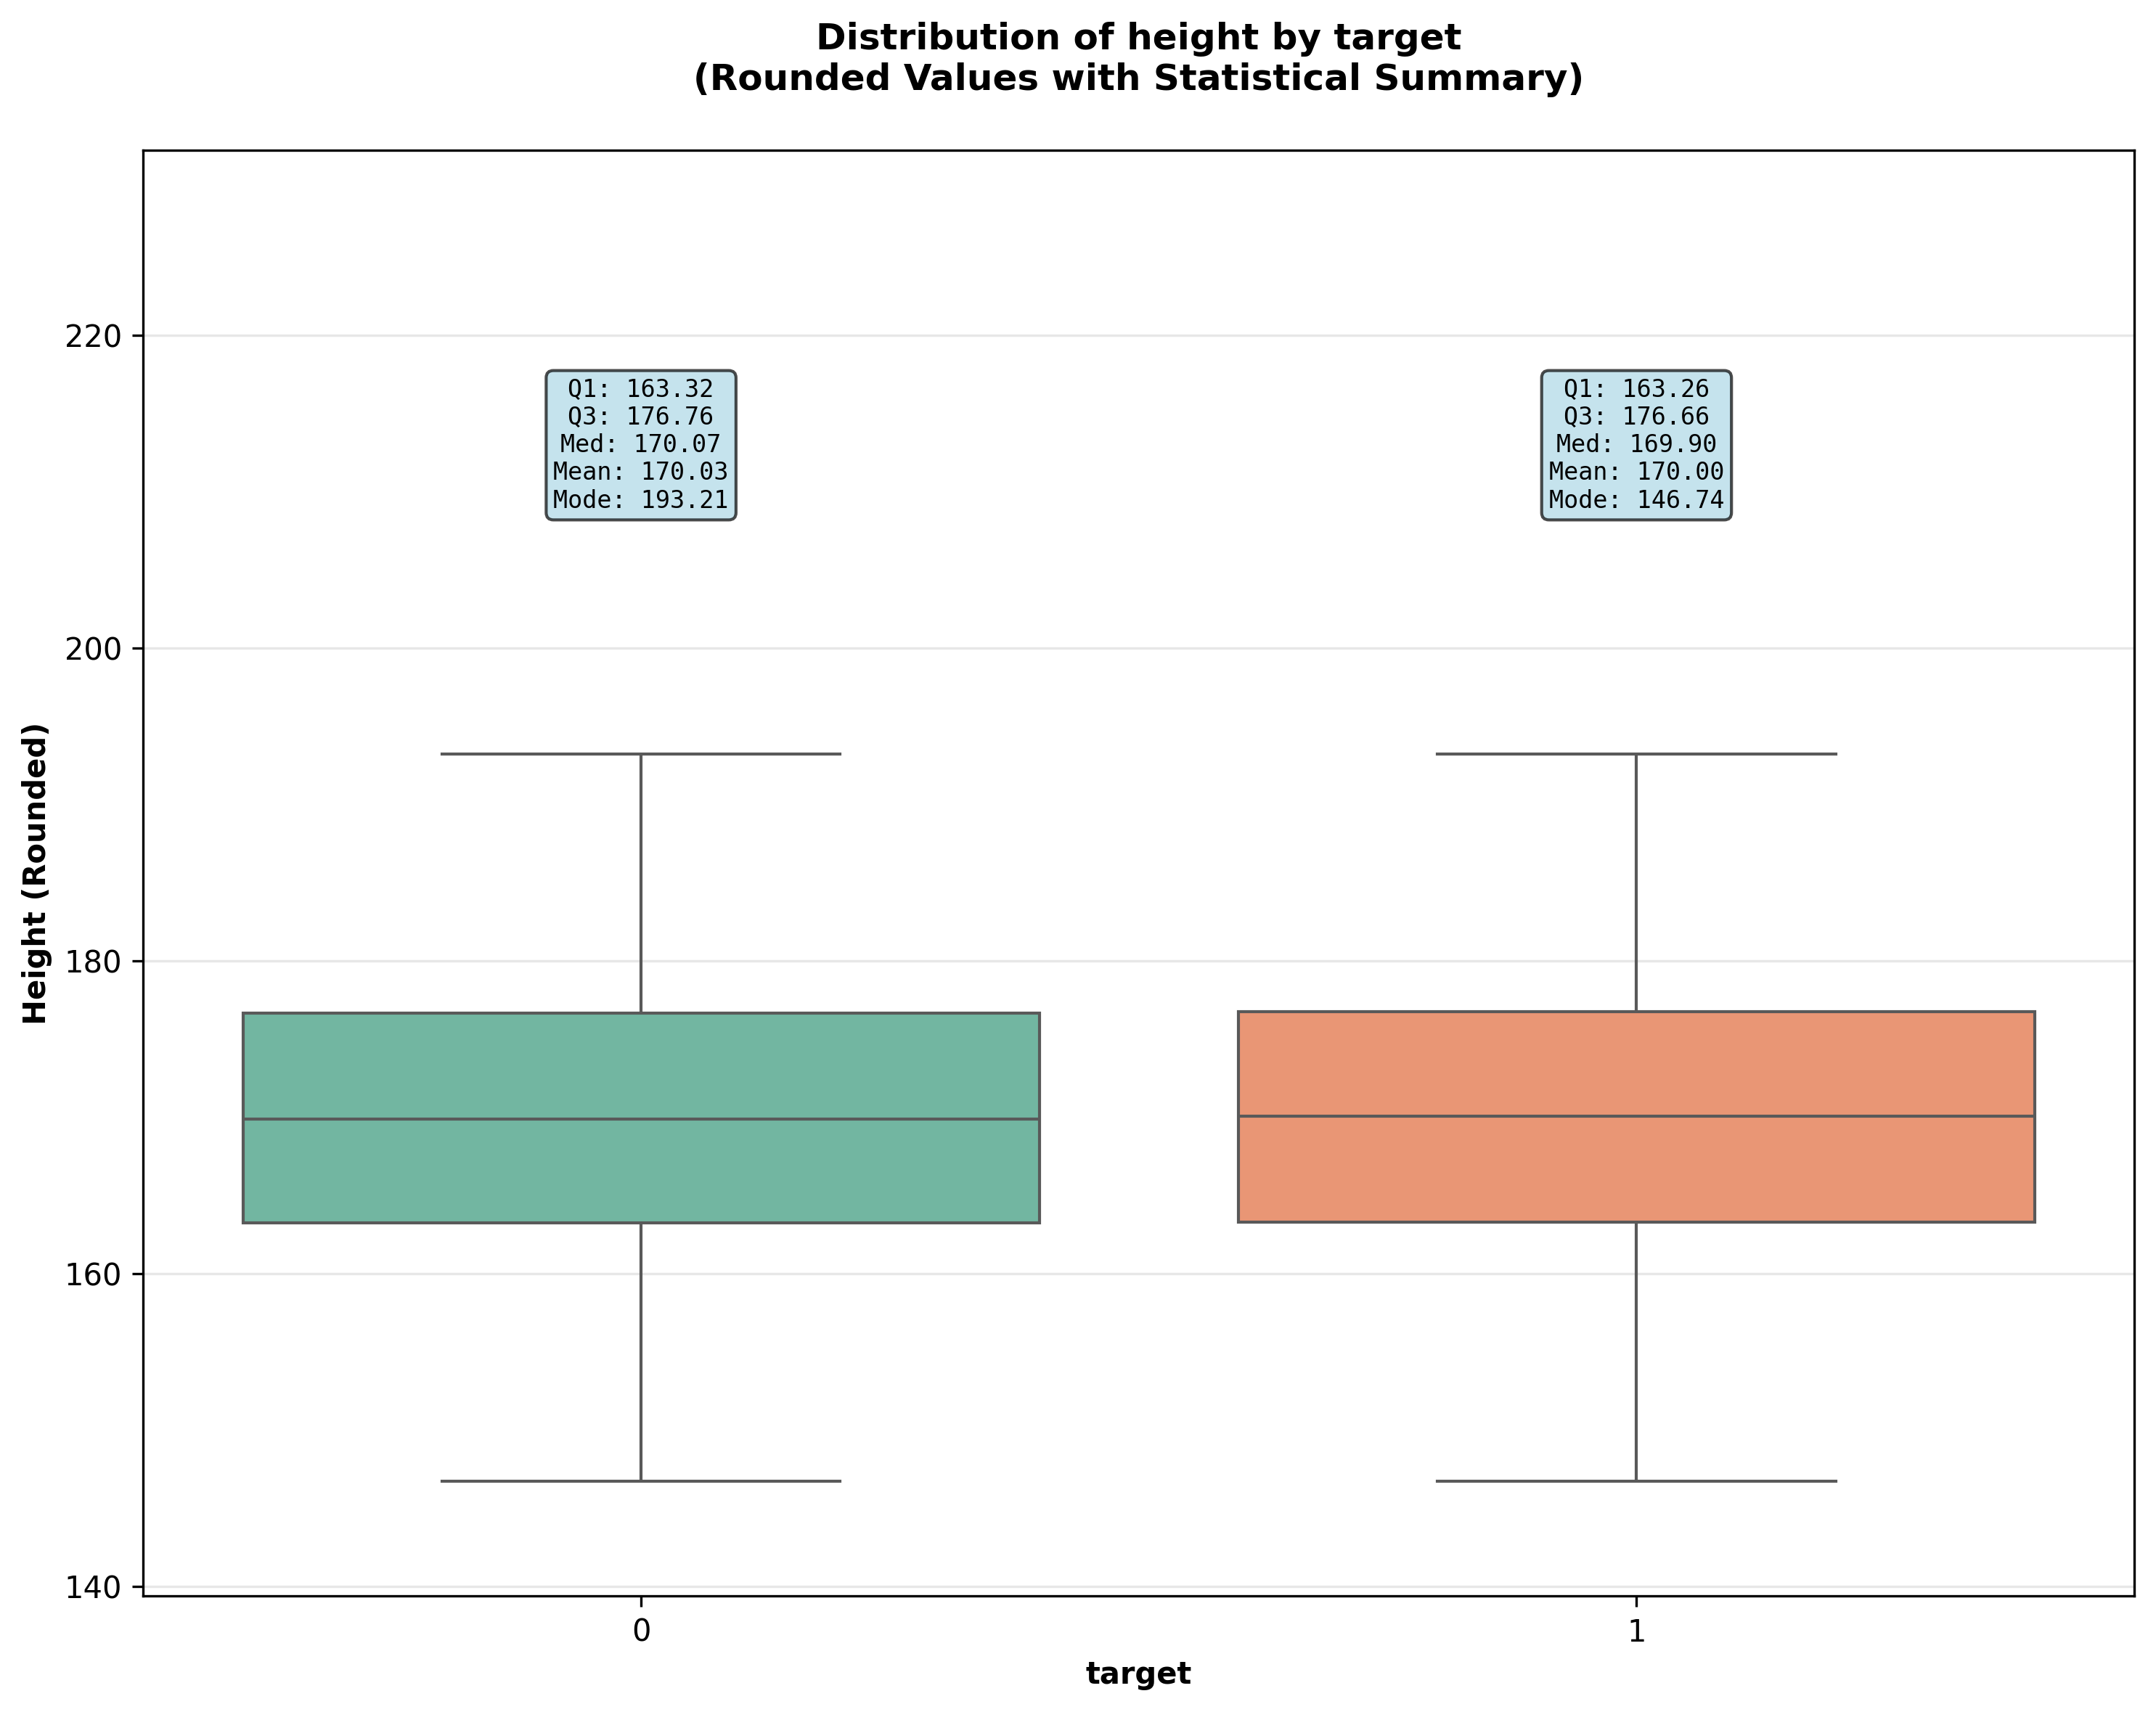 Distribution of height by target
(Rounded Values with Statistical Summary)
Height (Rounded)
220
200
180
160
140
Q1: 163.32
Q3: 176.76
Med: 170.07
Mean: 170.03
Mode: 193.21
Q1: 163.26
Q3: 176.66
Med: 169.90
Mean: 170.00
Mode: 146.74
0
1
target